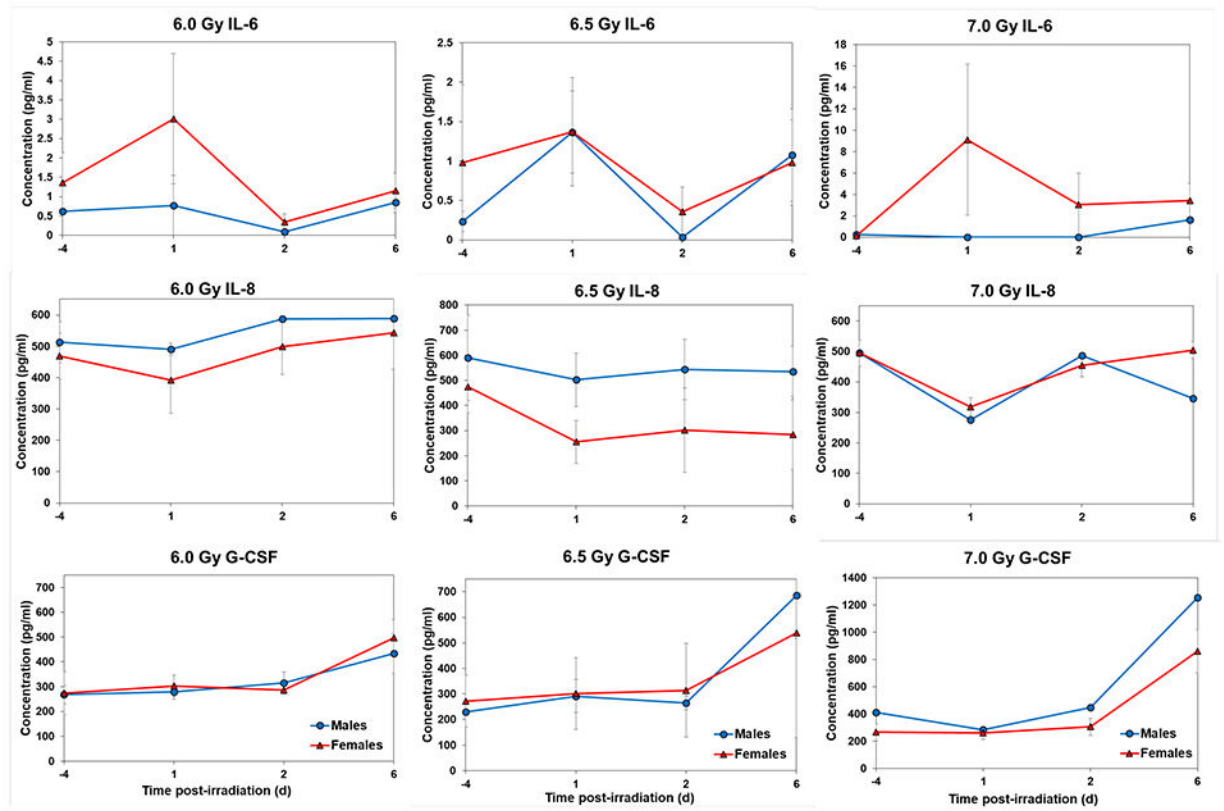 6.0 Gy IL-6
Concentration (pg/ml)
5
4.5
4
3.5
3
2.5
2
1.5
1
0.5
0
-4 1 2 6
6.5 Gy IL-6
Concentration (pg/ml)
2.5
2
1.5
1
0.5
0
-4 1 2 6
7.0 Gy IL-6
Concentration (pg/ml)
18
16
14
12
10
8
6
4
2
0
-4 1 2 6
6.0 Gy IL-8
Concentration (pg/ml)
600
500
400
300
200
100
0
-4 1 2 6
6.5 Gy IL-8
Concentration (pg/ml)
800
700
600
500
400
300
200
100
0
-4 1 2 6
7.0 Gy IL-8
Concentration (pg/ml)
600
500
400
300
200
100
0
-4 1 2 6
6.0 Gy G-CSF
Concentration (pg/ml)
700
600
500
400
300
200
100
0
-4 1 2 6
Males
Females
Time post-irradiation (d)
6.5 Gy G-CSF
Concentration (pg/ml)
700
600
500
400
300
200
100
0
-4 1 2 6
Males
Females
Time post-irradiation (d)
7.0 Gy G-CSF
Concentration (pg/ml)
1400
1200
1000
800
600
400
200
0
-4 1 2 6
Males
Females
Time post-irradiation (d)